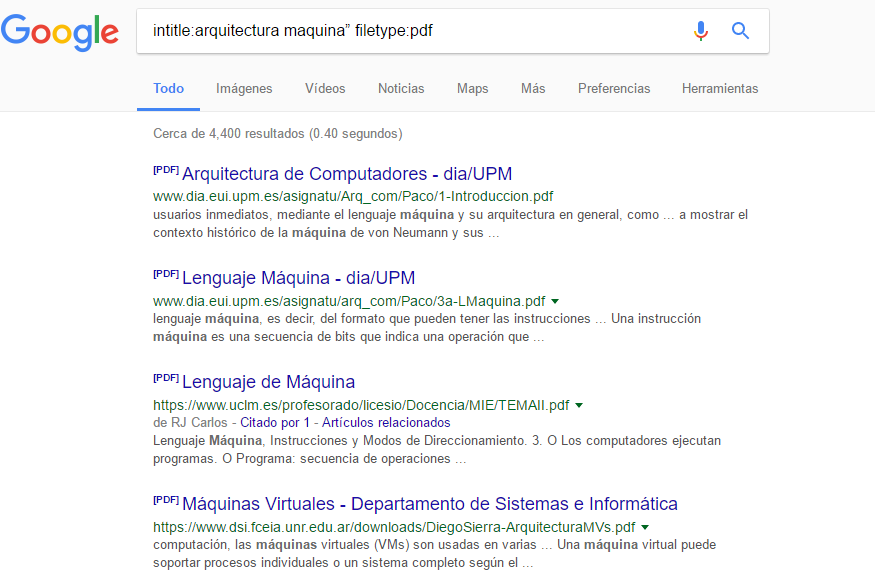 Google
intitle:arquitectura maquina” filetype:pdf
Todo Imágenes Vídeos Noticias Maps Más Preferencias Herramientas
Cerca de 4,400 resultados (0.40 segundos)
[PDF] Arquitectura de Computadores - dia/UPM
www.dia.eui.upm.es/asignatu/Arq_com/Paco/1-Introduccion.pdf
usuarios inmediatos, mediante el lenguaje máquina y su arquitectura en general, como ... a mostrar el
contexto histórico de la máquina de von Neumann y sus ...
[PDF] Lenguaje Máquina - dia/UPM
www.dia.eui.upm.es/asignatu/arq_com/Paco/3a-LMaquina.pdf
lenguaje máquina, es decir, del formato que pueden tener las instrucciones ... Una instrucción
máquina es una secuencia de bits que indica una operación que ...
[PDF] Lenguaje de Máquina
https://www.uclm.es/profesorado/licesio/Docencia/MIE/TEMAII.pdf
de RJ Carlos - Citado por 1 - Artículos relacionados
Lenguaje Máquina, Instrucciones y Modos de Direccionamiento. 3. O Los computadores ejecutan
programas. O Programa: secuencia de operaciones ...
[PDF] Máquinas Virtuales - Departamento de Sistemas e Informática
https://www.dsi.fceia.unr.edu.ar/downloads/DiegoSierra-ArquitecturaMVs.pdf
computación, las máquinas virtuales (VMs) son usadas en varias ... Una máquina virtual puede
soportar procesos individuales o un sistema completo según el ...